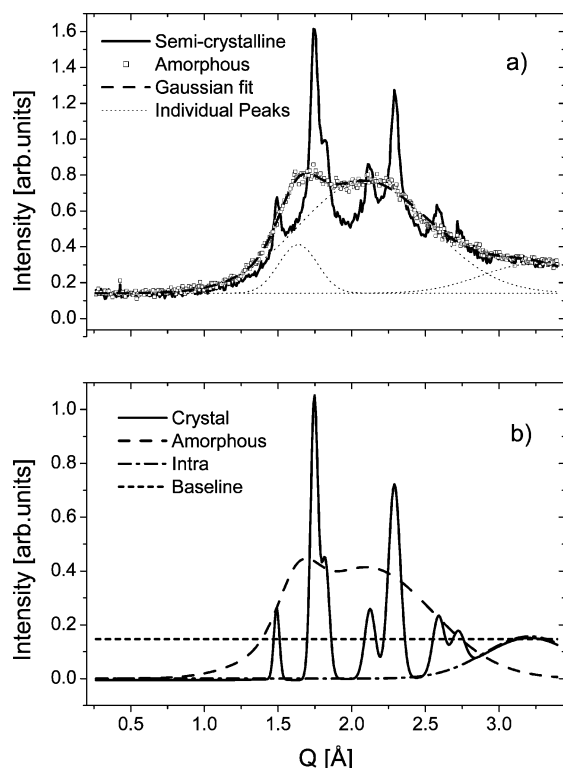 1.6
1.4
1.2
1.0
0.8
0.6
0.4
0.2
0.0
Intensity [arb.units]
Semi-crystalline
Amorphous
Gaussian fit
Individual Peaks
a)
1.0
0.8
0.6
0.4
0.2
0.0
Intensity [arb.units]
Crystal
Amorphous
Intra
Baseline
b)
0.5 1.0 1.5 2.0 2.5 3.0
Q [Å]